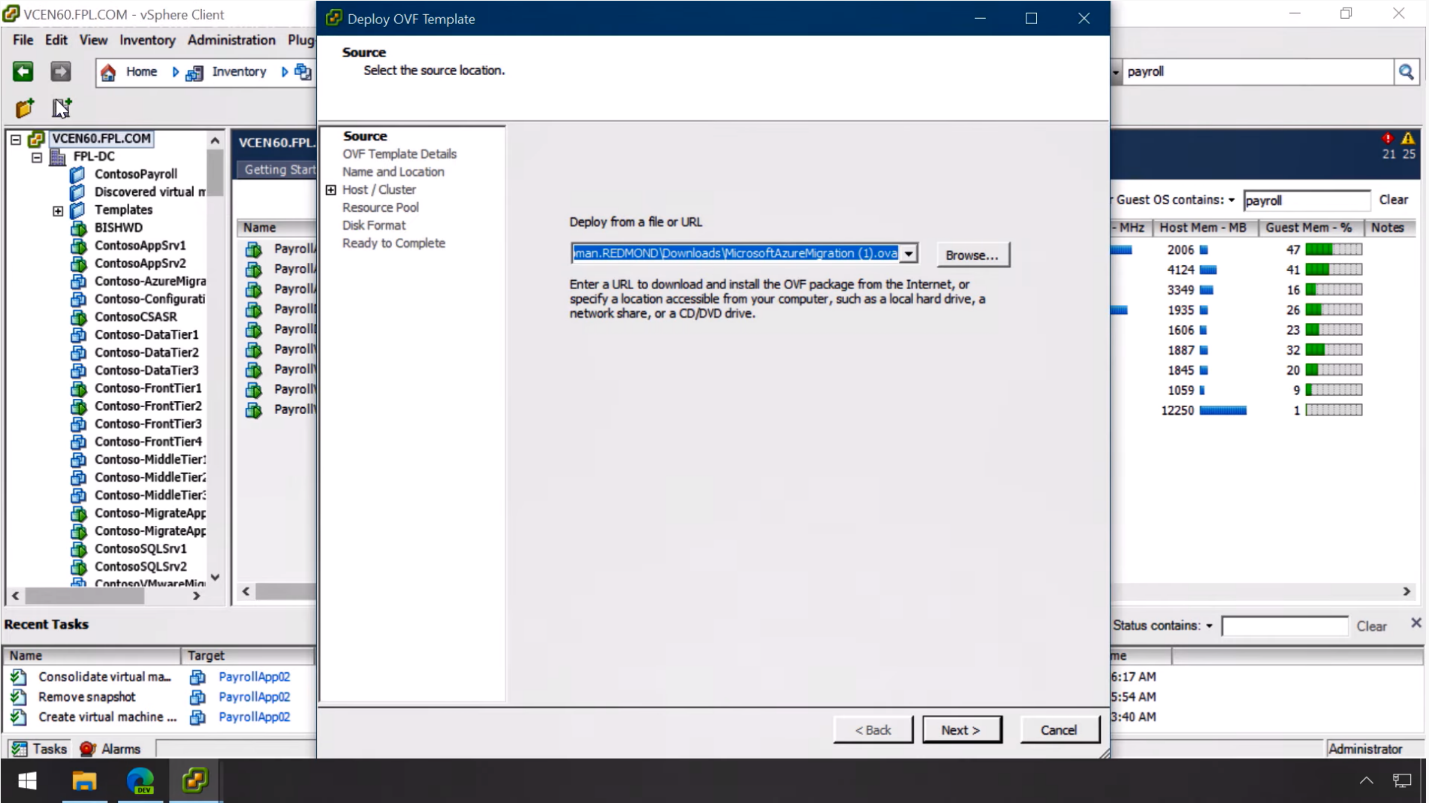 VCEN60.FPL.COM - vSphere Client
File Edit View Inventory Administration Plug
Home Inventory
payroll
VCEN60.FPL.COM
FPL-DC
ContosoPayroll
Discovered virtual m
Templates
BISHWD
ContosoAppSrv1
ContosoAppSrv2
Contoso-AzureMigra
Contoso-Configurati
ContosoCSASR
Contoso-DataTier1
Contoso-DataTier2
Contoso-DataTier3
Contoso-FrontTier1
Contoso-FrontTier2
Contoso-FrontTier3
Contoso-FrontTier4
Contoso-MiddleTier1
Contoso-MiddleTier2
Contoso-MiddleTier3
Contoso-MigrateApp
Contoso-MigrateApp
ContosoSQLSrv1
ContosoSQLSrv2
ContosoVMwareMig
VCEN60.FPL.
Getting Start
Name
PayrollA
PayrollA
PayrollA
PayrollD
PayrollD
PayrollW
PayrollW
PayrollW
PayrollW
Deploy OVF Template
Source
Select the source location.
Source
OVF Template Details
Name and Location
Host / Cluster
Resource Pool
Disk Format
Ready to Complete
Deploy from a file or URL
man.REDMOND\Downloads\MicrosoftAzureMigration (1).ova
Browse...
Enter a URL to download and install the OVF package from the Internet, or
specify a location accessible from your computer, such as a local hard drive, a
network share, or a CD/DVD drive.
< Back Next > Cancel
21 25
Guest OS contains: payroll Clear
- MHz Host Mem - MB Guest Mem - % Notes
2006 47
4124 41
3349 16
1935 26
1606 23
1887 32
1845 20
1059 9
12250 1
Recent Tasks
Status contains: Clear
Name Target me
Consolidate virtual ma... PayrollApp02 6:17 AM
Remove snapshot PayrollApp02 5:54 AM
Create virtual machine ... PayrollApp02 3:40 AM
Tasks Alarms Administrator
DEV